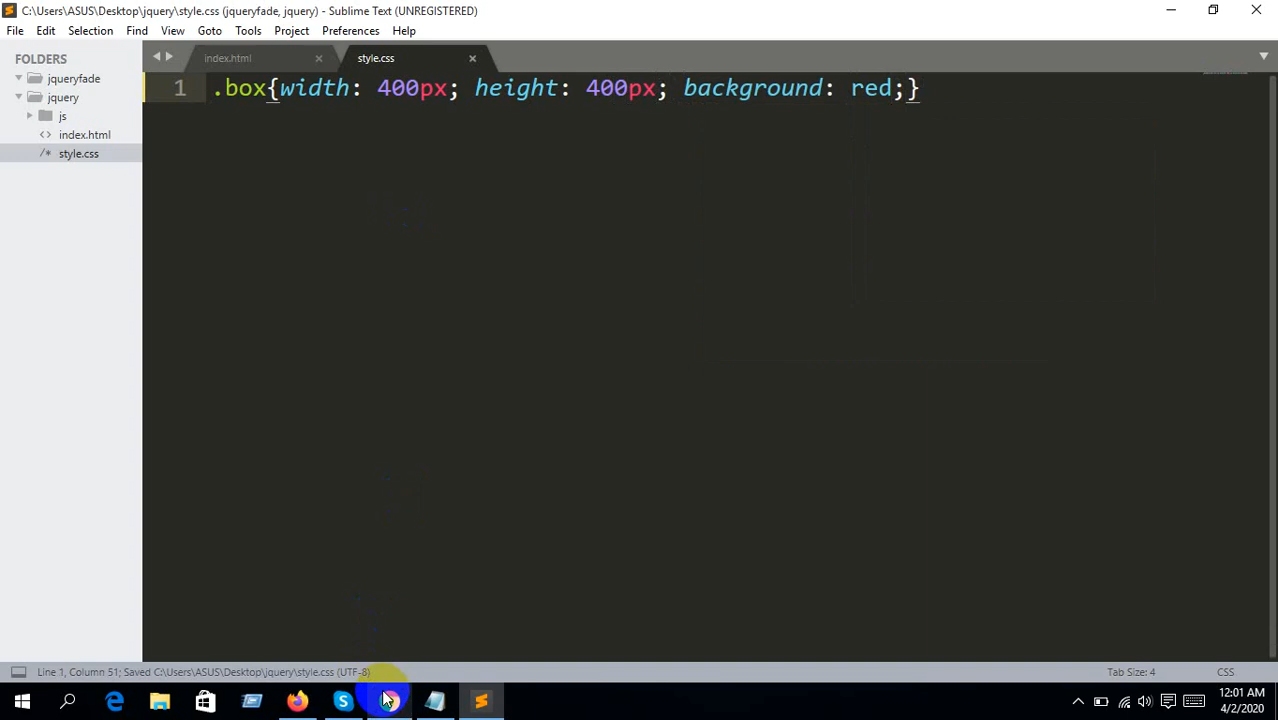 C:\Users\ASUS\Desktop\jquery\style.css (jqueryfade, jquery) - Sublime Text (UNREGISTERED)
File Edit Selection Find View Goto Tools Project Preferences Help
FOLDERS
jqueryfade
jquery
js
index.html
style.css
index.html
style.css
1 .box{width: 400px; height: 400px; background: red;}
Line 1, Column 51; Saved C:\Users\ASUS\Desktop\jquery\style.css (UTF-8)
Tab Size: 4
CSS
12:01 AM
4/2/2020